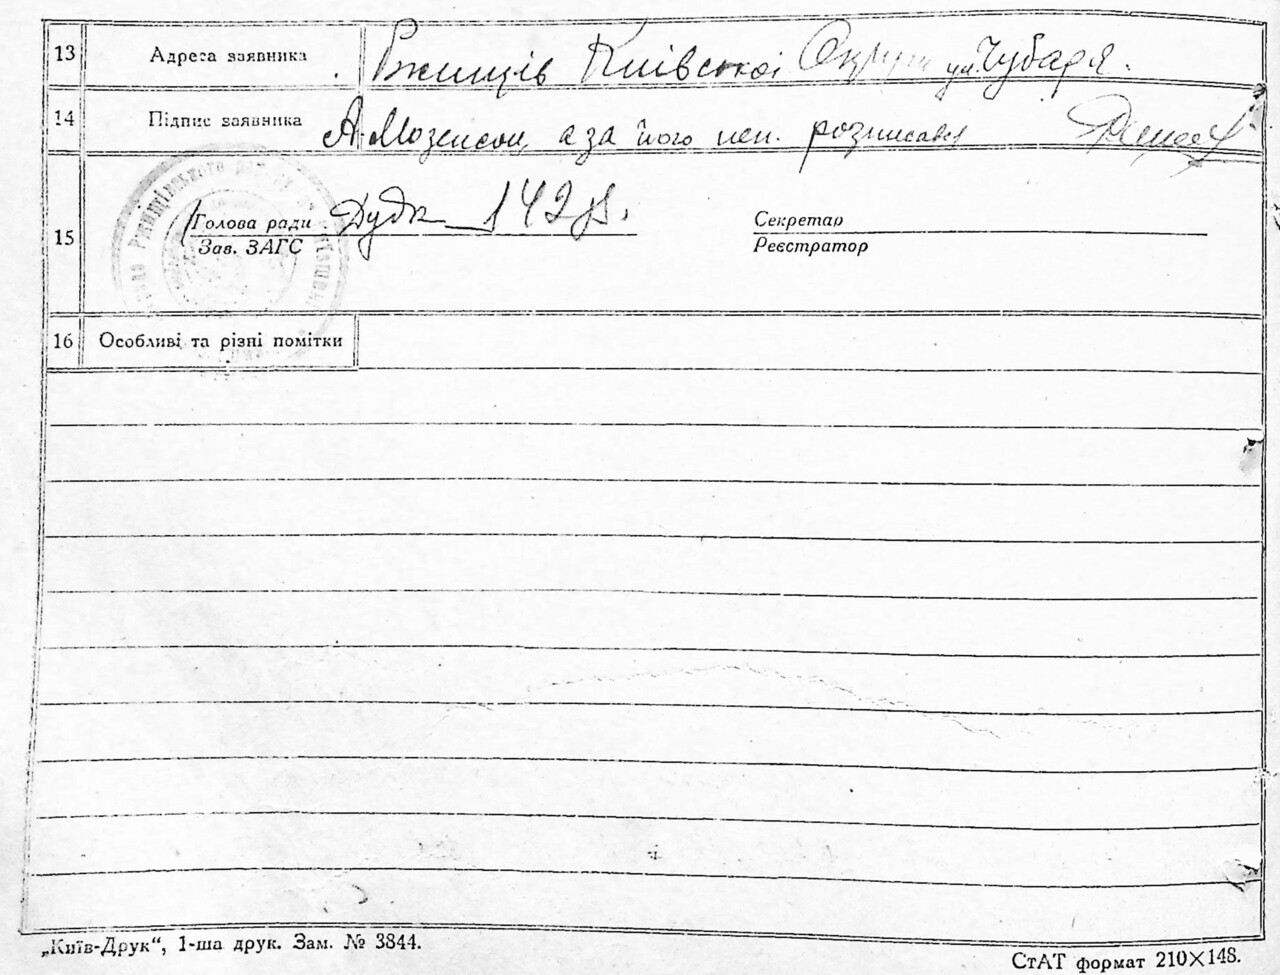 13 Адреса заявника Ржищів Київської Округи ул. Чубаря.
14 Підпис заявника А Мозенсон, а за його неп. розписався
15 Голова ради Дудк 142 Секретар
Зав. ЗАГС Реєстратор
16 Особливі та різні помітки
„Київ-Друк“, 1-ша друк. Зам. № 3844.
СтАТ формат 210×148.